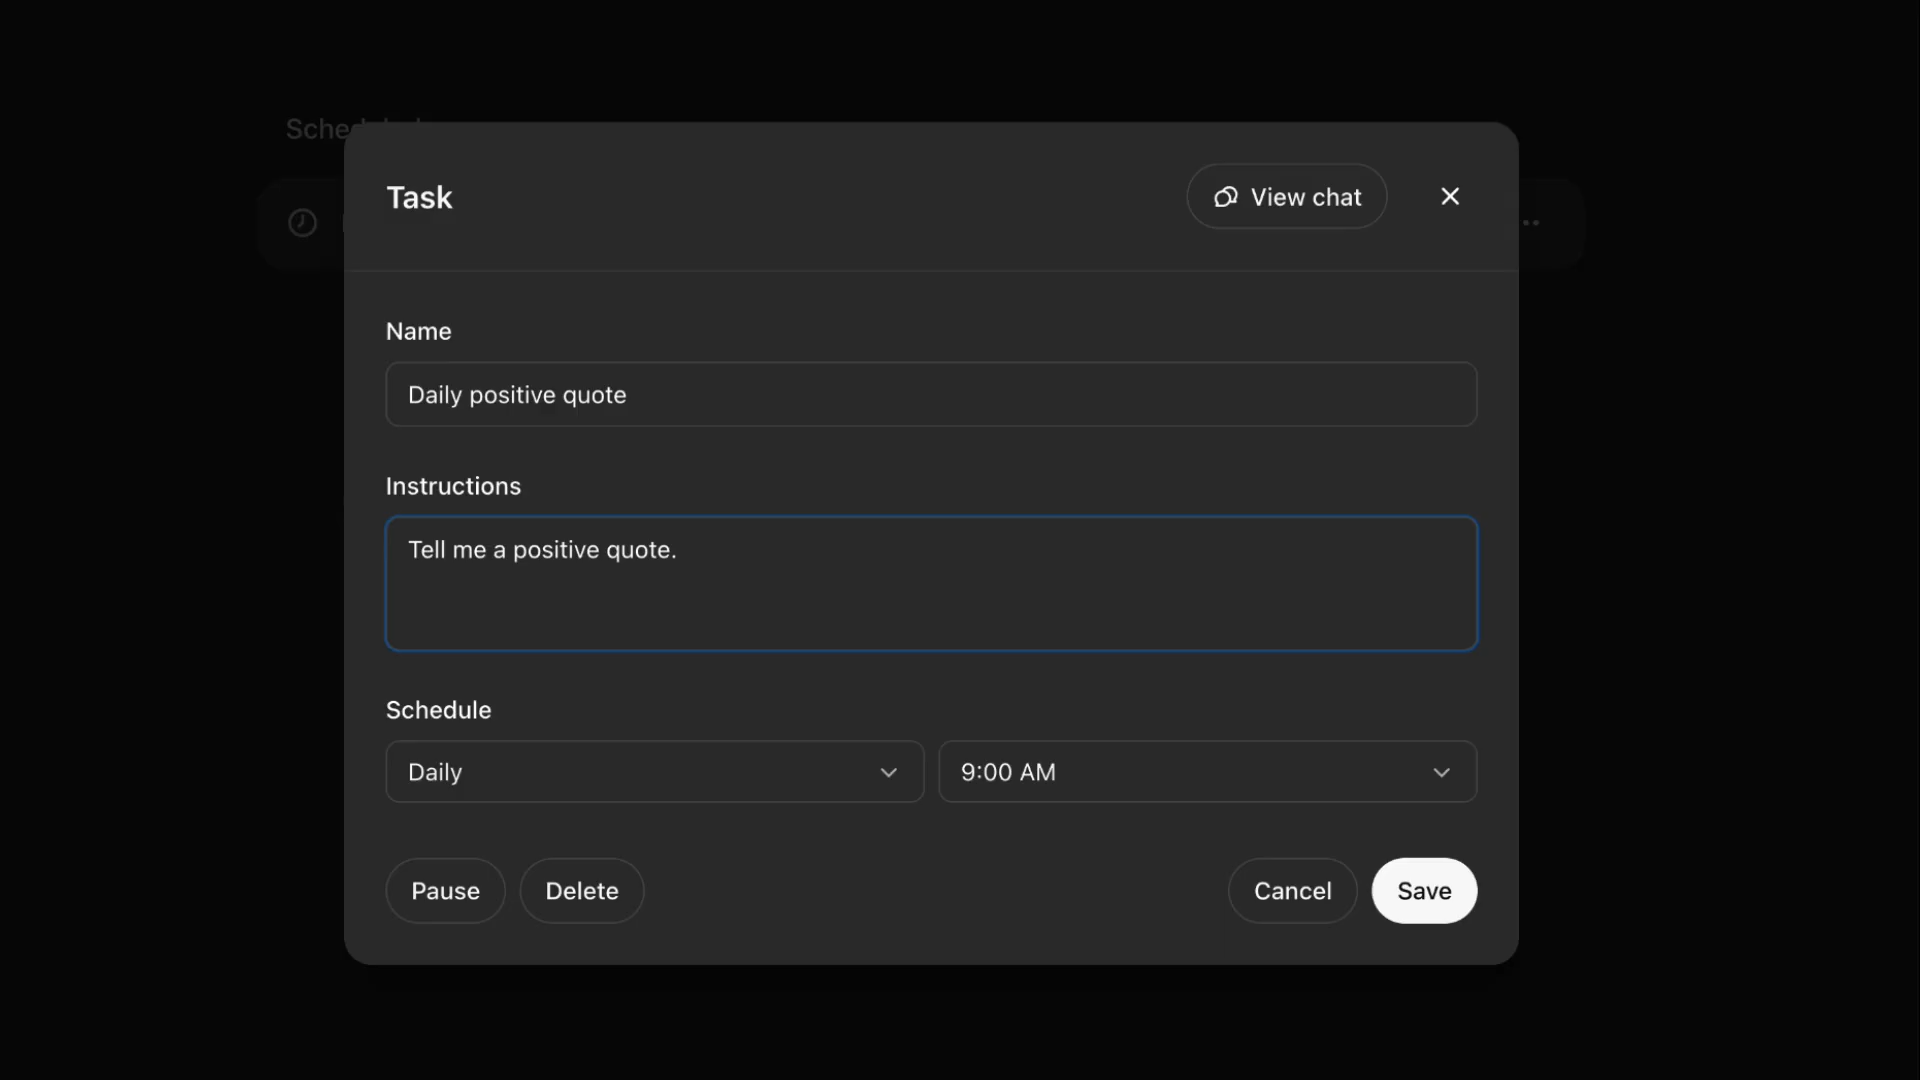 Task
View chat
Name
Daily positive quote
Instructions
Tell me a positive quote.
Schedule
Daily
9:00 AM
Pause
Delete
Cancel
Save